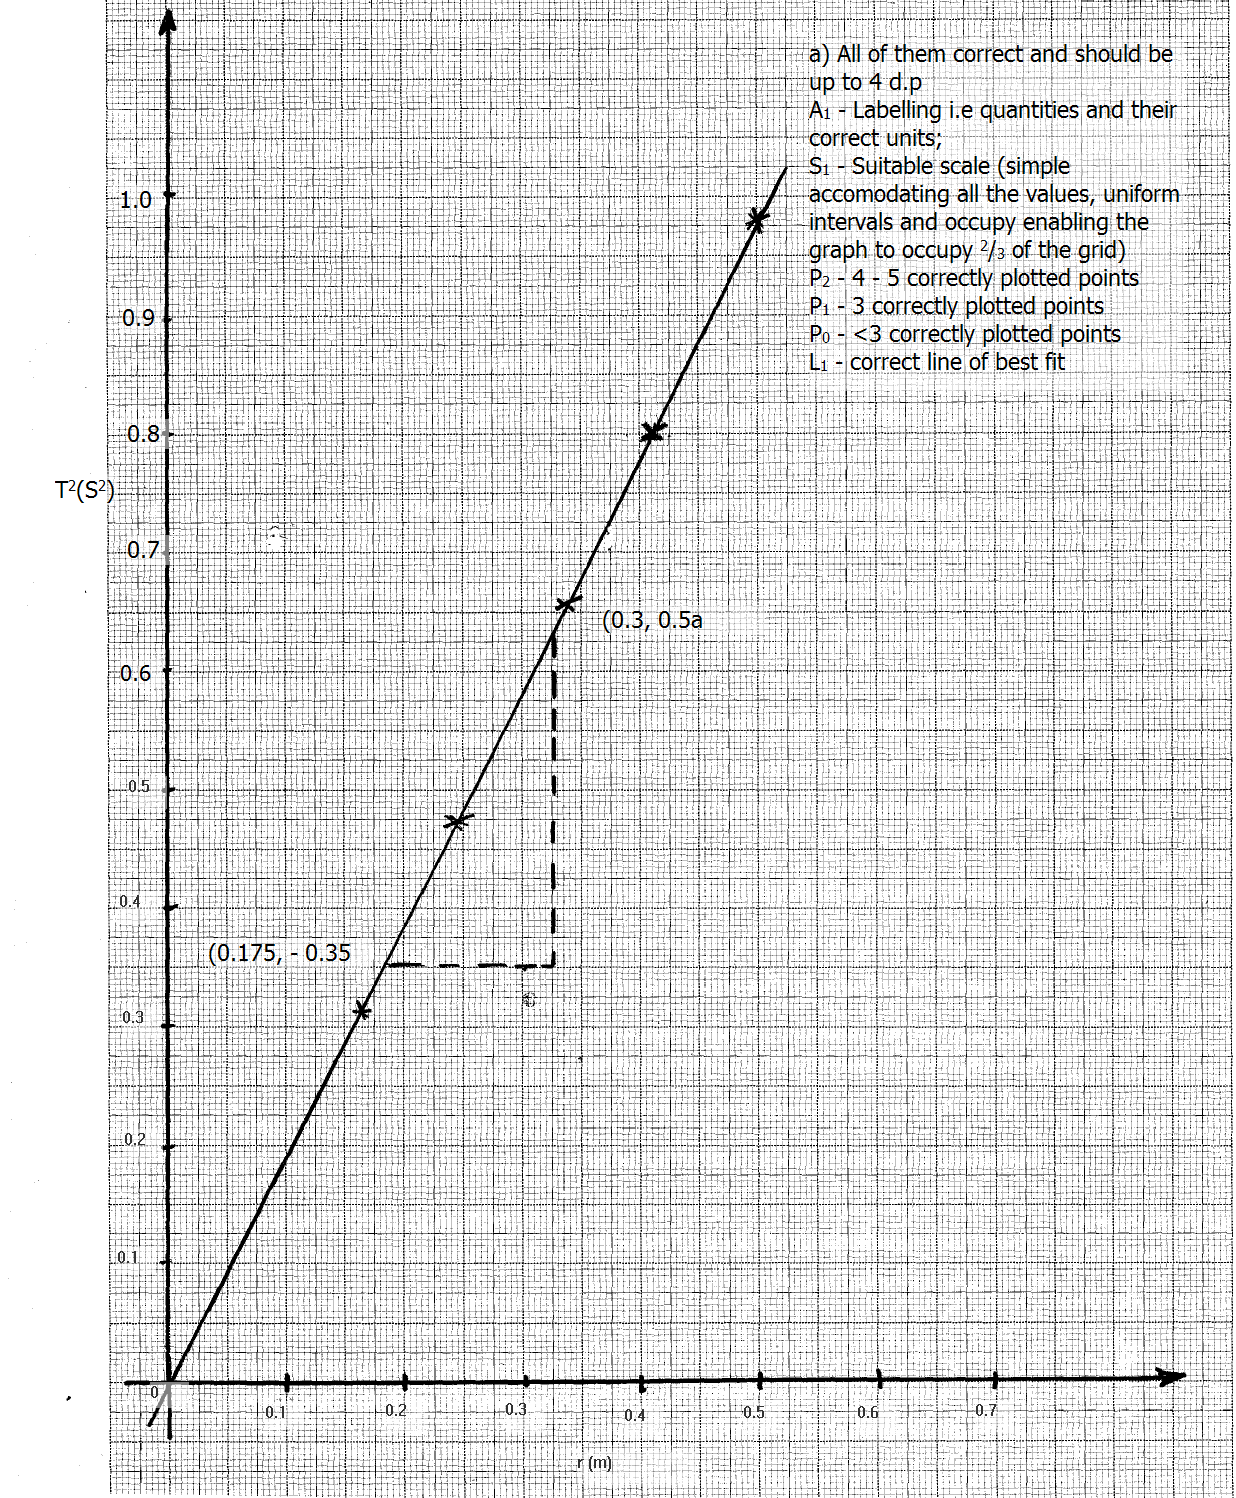 a) All of them correct and should be
up to 4 d.p
A₁ - Labelling i.e quantities and their
correct units;
S₁ - Suitable scale (simple
accomodating all the values, uniform
intervals and occupy enabling the
graph to occupy ²/₃ of the grid)
P₂ - 4 - 5 correctly plotted points
P₁ - 3 correctly plotted points
P₀ - <3 correctly plotted points
L₁ - correct line of best fit
1.0
0.9
0.8
T²(S²)
0.7
(0.3, 0.5a
0.6
0.5
0.4
(0.175, - 0.35
0.3
0.2
0.1
0
0.1 0.2 0.3 0.4 0.5 0.6 0.7
r (m)